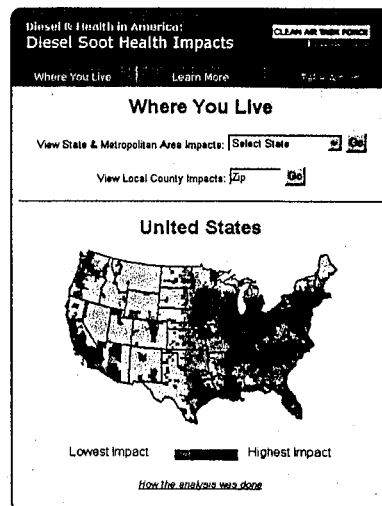 Diesel & Health in America:
Diesel Soot Health Impacts
CLEAN AIR TASK FORCE
Where You Live
Learn More
Where You Live
View State & Metropolitan Area Impacts: Select State Go
View Local County Impacts: Zip Go
United States
Lowest Impact Highest Impact
How the analysis was done